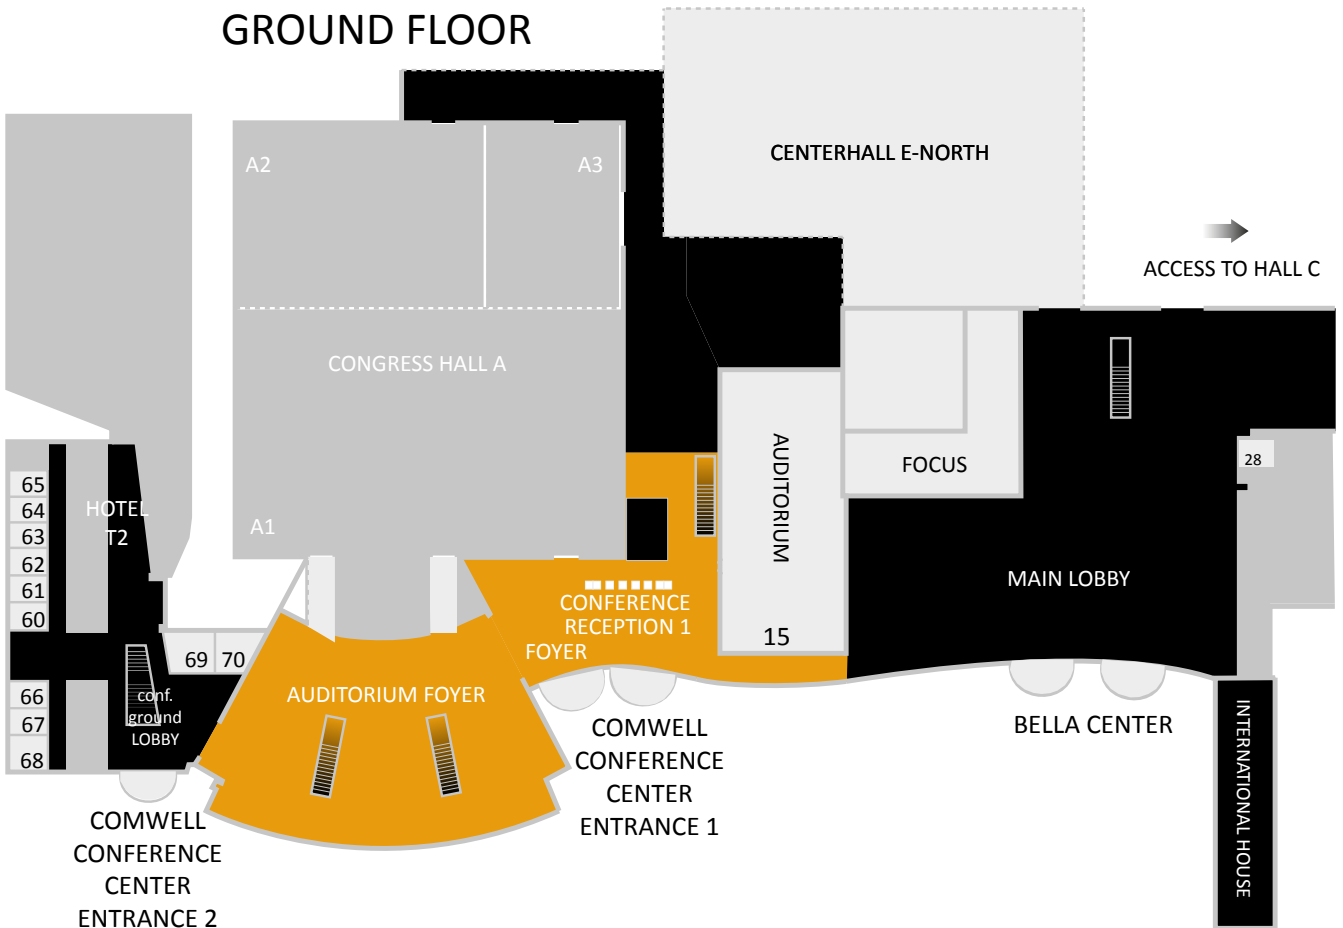 GROUND FLOOR
A2
A3
CENTERHALL E-NORTH
ACCESS TO HALL C
CONGRESS HALL A
A1
AUDITORIUM
15
FOCUS
28
MAIN LOBBY
65
64
63
62
61
60
HOTEL
T2
69
70
66
67
68
conf.
ground
LOBBY
CONFERENCE
RECEPTION 1
FOYER
AUDITORIUM FOYER
COMWELL
CONFERENCE
CENTER
ENTRANCE 1
BELLA CENTER
INTERNATIONAL HOUSE
COMWELL
CONFERENCE
CENTER
ENTRANCE 2